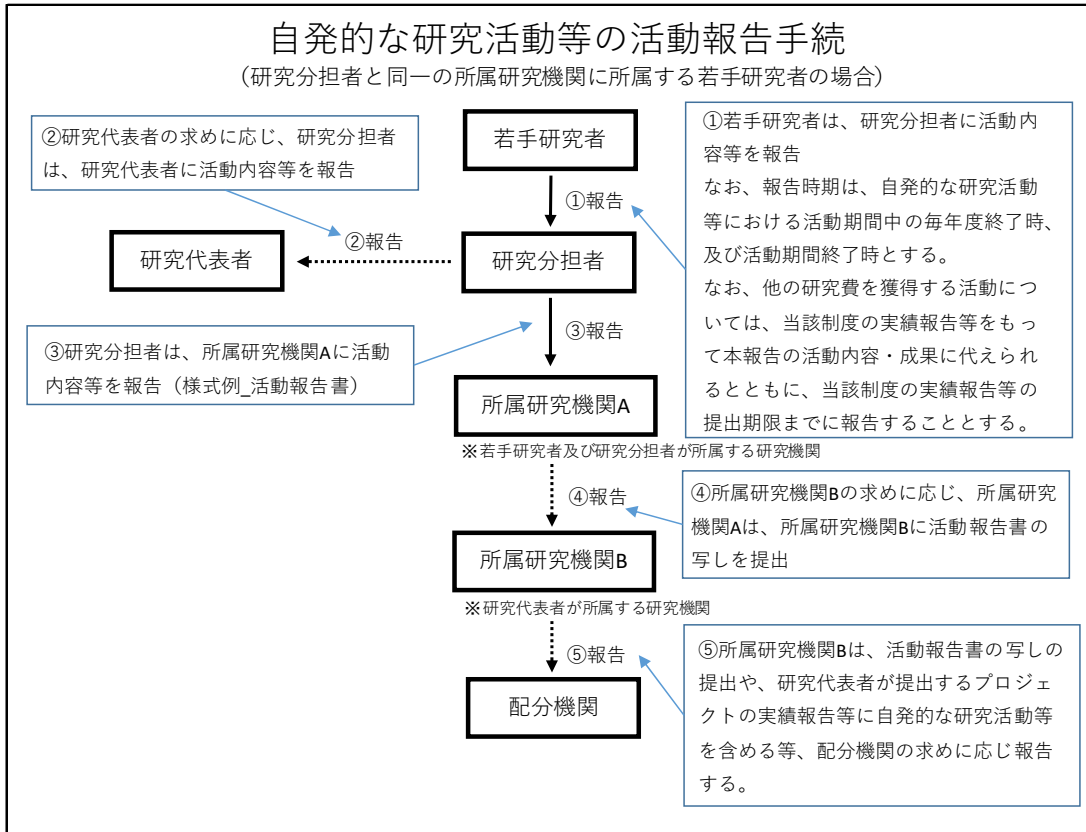 自発的な研究活動等の活動報告手続
(研究分担者と同一の所属研究機関に所属する若手研究者の場合)
②研究代表者の求めに応じ、研究分担者
は、研究代表者に活動内容等を報告
若手研究者
①若手研究者は、研究分担者に活動内
容等を報告
なお、報告時期は、自発的な研究活動
等における活動期間中の毎年度終了時、
及び活動期間終了時とする。
なお、他の研究費を獲得する活動につ
いては、当該制度の実績報告等をもっ
て本報告の活動内容・成果に代えられ
るとともに、当該制度の実績報告等の
提出期限までに報告することとする。
①報告
②報告
研究代表者
研究分担者
③報告
③研究分担者は、所属研究機関Aに活動
内容等を報告（様式例_活動報告書）
所属研究機関A
※若手研究者及び研究分担者が所属する研究機関
④報告
④所属研究機関Bの求めに応じ、所属研究
機関Aは、所属研究機関Bに活動報告書の
写しを提出
所属研究機関B
※研究代表者が所属する研究機関
⑤報告
⑤所属研究機関Bは、活動報告書の写しの
提出や、研究代表者が提出するプロジェ
クトの実績報告等に自発的な研究活動等
を含める等、配分機関の求めに応じ報告
する。
配分機関